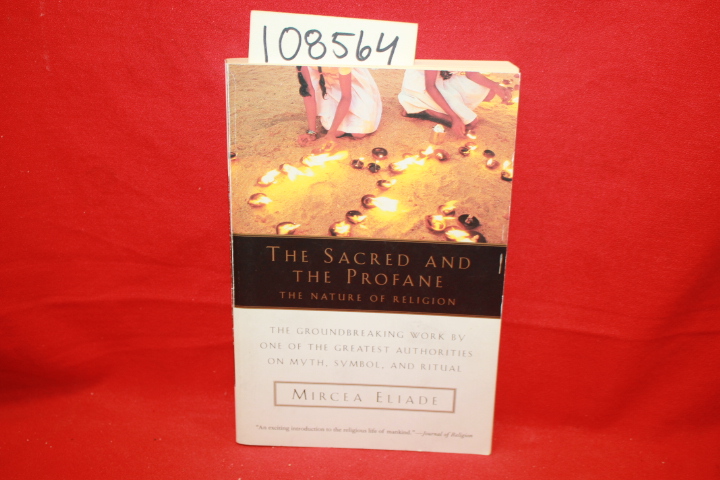 108564
THE SACRED AND
THE PROFANE
THE NATURE OF RELIGION
THE GROUNDBREAKING WORK BY
ONE OF THE GREATEST AUTHORITIES
ON MYTH, SYMBOL, AND RITUAL
MIRCEA ELIADE
"An exciting introduction to the religious life of mankind."—Journal of Religion